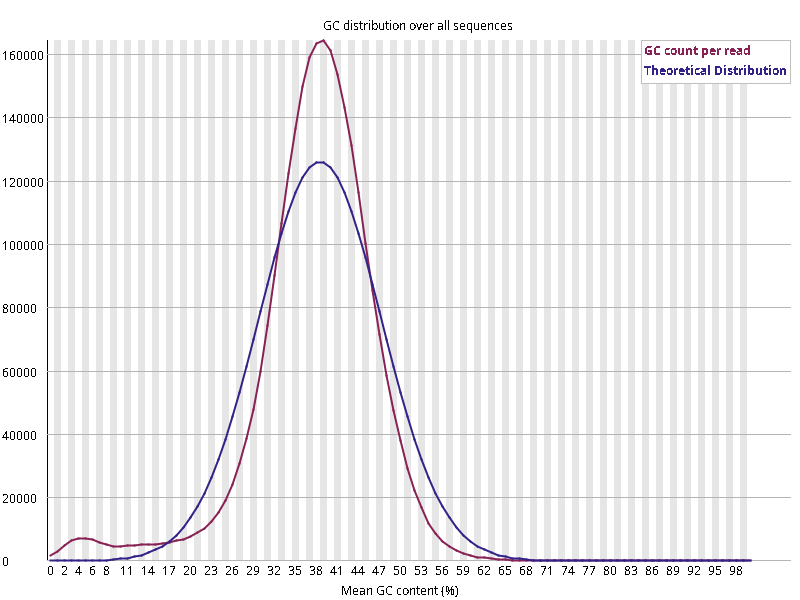 GC distribution over all sequences
GC count per read
Theoretical Distribution
160000
140000
120000
100000
80000
60000
40000
20000
0
0 2 4 6 8 11 14 17 20 23 26 29 32 35 38 41 44 47 50 53 56 59 62 65 68 71 74 77 80 83 86 89 92 95 98
Mean GC content (%)